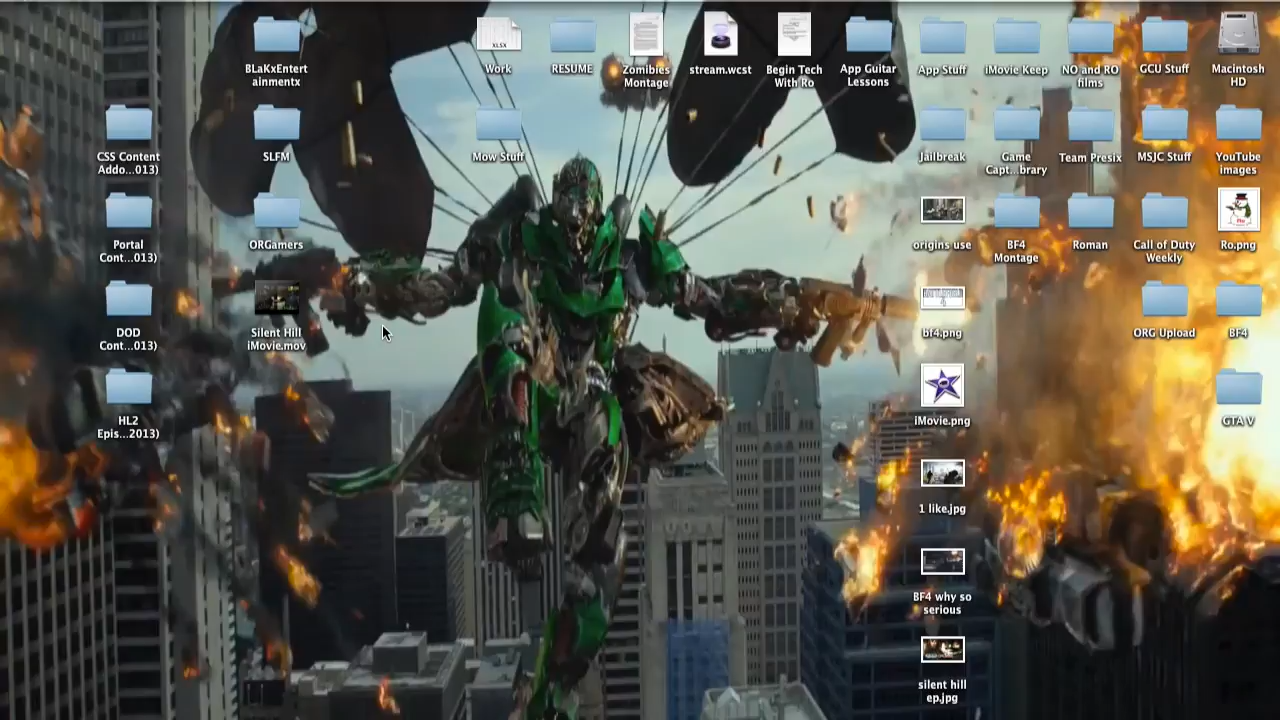 BLaKxEntert
ainmentx
Work
RESUME
Zombies
Montage
stream.wcst
Begin Tech
With Ro
App Guitar
Lessons
App Stuff
iMovie Keep
NO and RO
films
GCU Stuff
Macintosh
HD
CSS Content
Addo...013)
SLFM
Mow Stuff
Jailbreak
Game
Capt...brary
Team Presix
MSJC Stuff
YouTube
images
Portal
Cont...013)
ORGamers
origins use
BF4
Montage
Roman
Call of Duty
Weekly
Ro.png
DOD
Cont...013)
Silent Hill
iMovie.mov
bf4.png
ORG Upload
BF4
HL2
Epis...2013)
iMovie.png
GTA V
1 like.jpg
BF4 why so
serious
silent hill
ep.jpg
XLSX